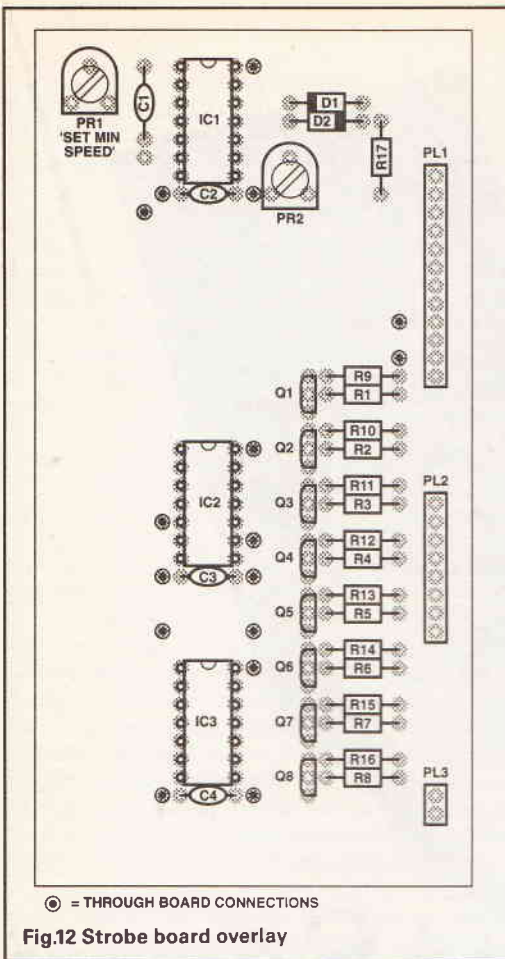 PR1
'SET MIN
SPEED'
C1
IC1
D1
D2
R17
PL1
C2
PR2
Q1
R9
R1
Q2
R10
R2
IC2
Q3
R11
R3
PL2
Q4
R12
R4
C3
Q5
R13
R5
Q6
R14
R6
IC3
Q7
R15
R7
Q8
R16
R8
PL3
C4
= THROUGH BOARD CONNECTIONS
Fig.12 Strobe board overlay